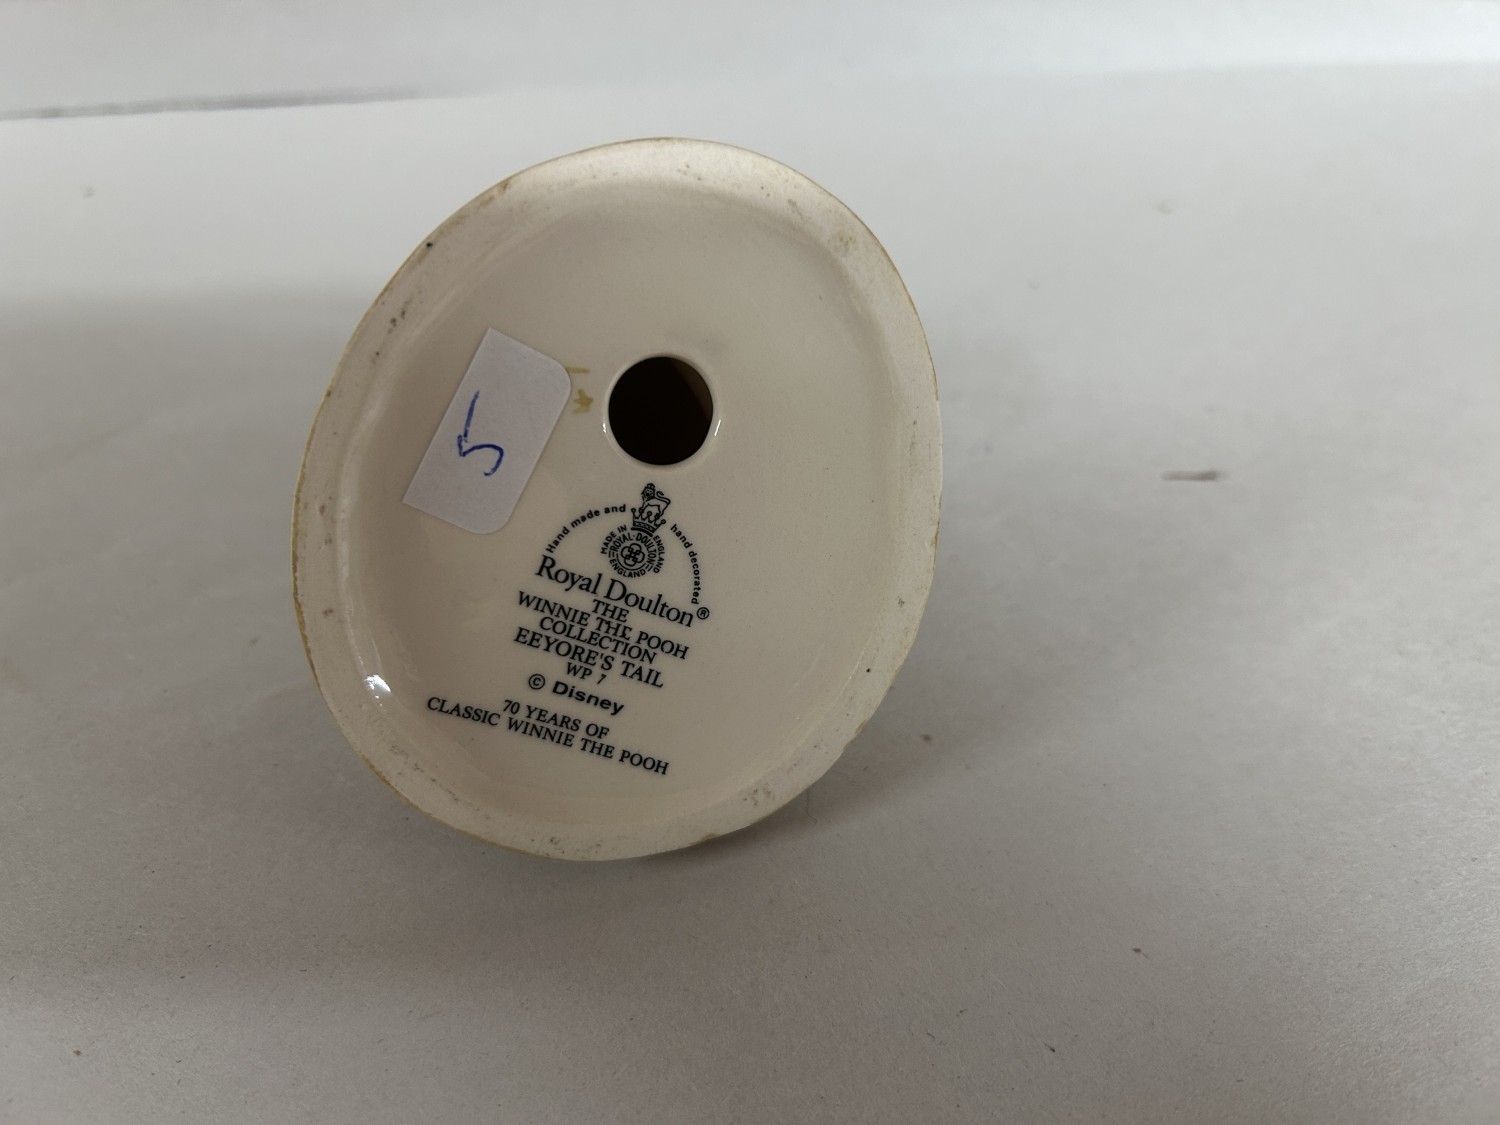 5
Hand made and hand decorated
MADE IN ENGLAND
ROYAL·DOULTON
ENGLAND
Royal Doulton®
THE
WINNIE THE POOH
COLLECTION
EEYORE'S TAIL
WP 7
© Disney
70 YEARS OF
CLASSIC WINNIE THE POOH